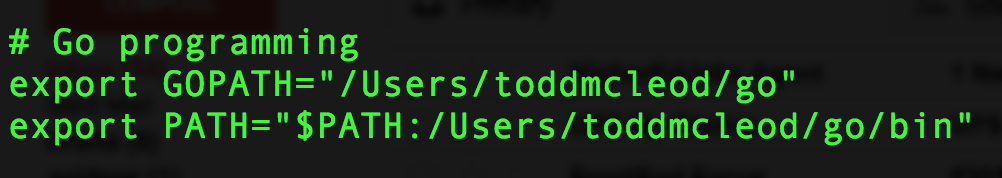 # Go programming
export GOPATH="/Users/toddmcleod/go"
export PATH="$PATH:/Users/toddmcleod/go/bin"